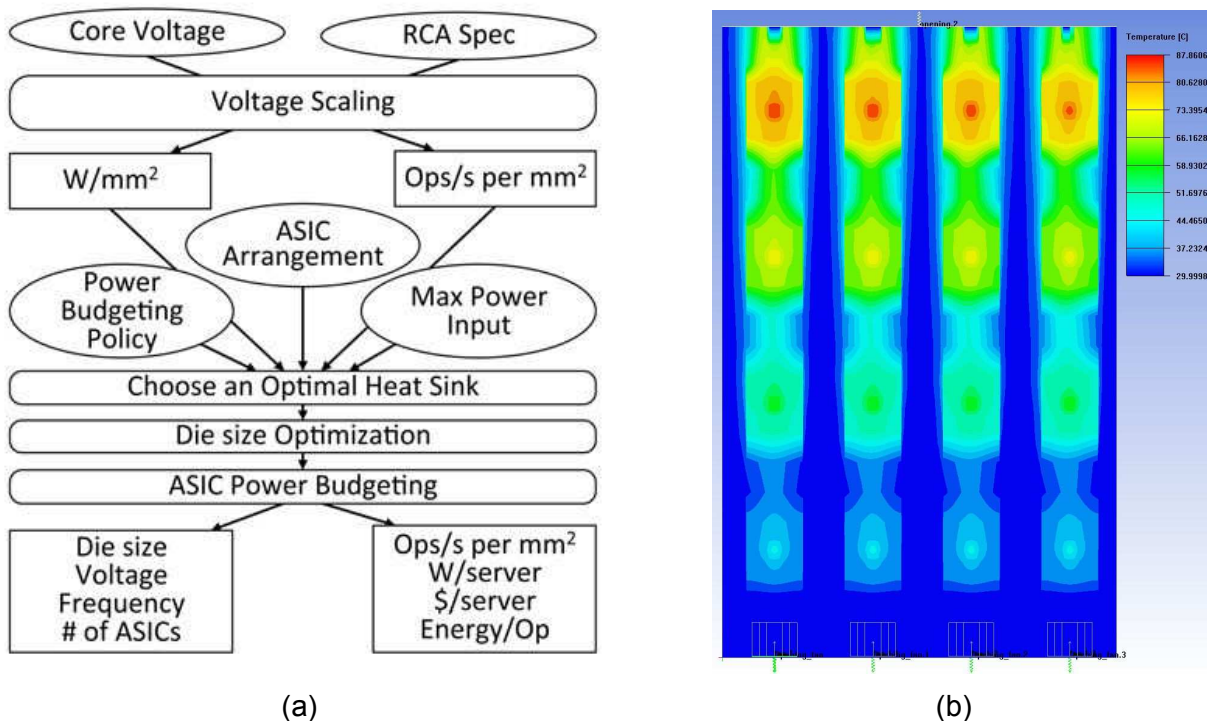 Core Voltage
RCA Spec
Voltage Scaling
W/mm²
Ops/s per mm²
ASIC
Arrangement
Power
Budgeting
Policy
Max Power
Input
Choose an Optimal Heat Sink
Die size Optimization
ASIC Power Budgeting
Die size
Voltage
Frequency
# of ASICs
Ops/s per mm²
W/server
$/server
Energy/Op
(a)
Temperature [C]
87.8606
80.6280
73.3954
66.1628
58.9302
51.6976
44.4650
37.2324
29.9998
(b)